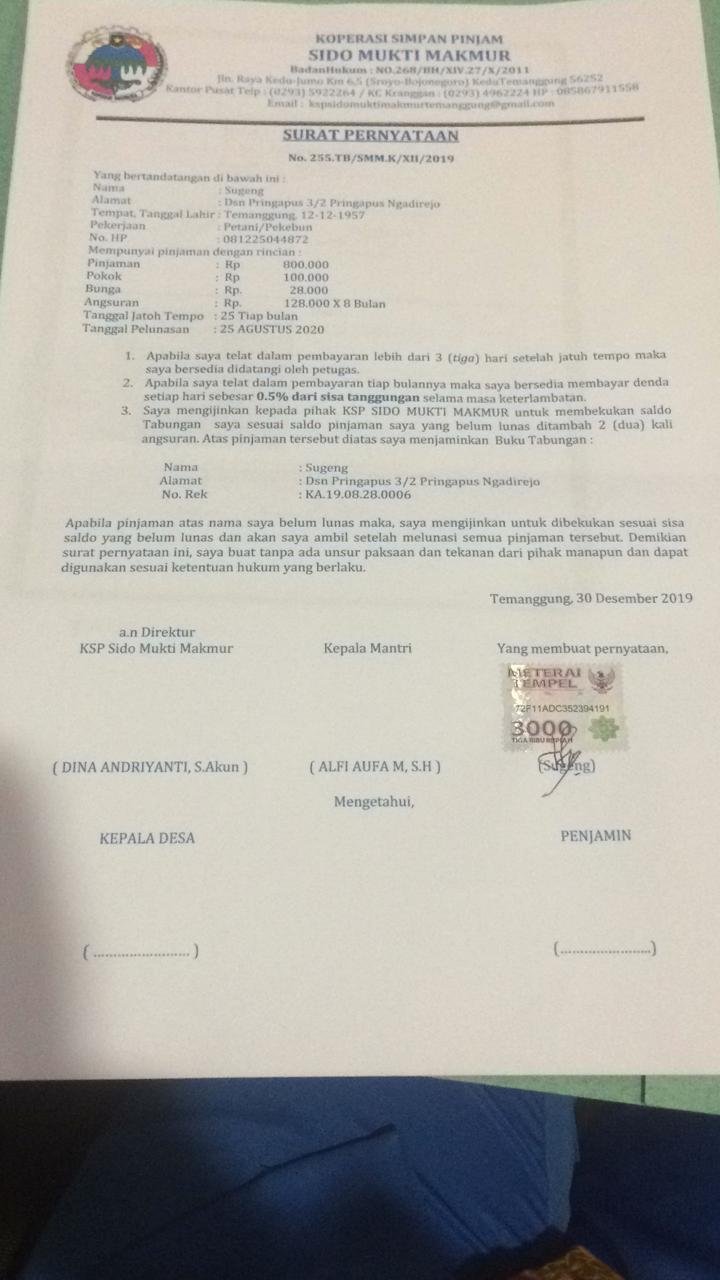 KOPERASI SIMPAN PINJAM
SIDO MUKTI MAKMUR
BadanHukum : NO.268/BH/XIV.27/X/2011
Jln. Raya Kedu-Jumo Km 6,5 (Sroyo-Bojonegoro) KeduTemanggung 56252
Kantor Pusat Telp : (0293) 5922264 / KC Kranggan : (0293) 4962224 HP : 085867911558
Email : kspsidomuktimakmurtemanggung@gmail.com
SURAT PERNYATAAN
No. 255.TB/SMM.K/XII/2019
Yang bertandatangan di bawah ini :
Nama : Sugeng
Alamat : Dsn Pringapus 3/2 Pringapus Ngadirejo
Tempat, Tanggal Lahir : Temanggung, 12-12-1957
Pekerjaan : Petani/Pekebun
No. HP : 081225044872
Mempunyai pinjaman dengan rincian :
Pinjaman : Rp 800.000
Pokok : Rp 100.000
Bunga : Rp. 28.000
Angsuran : Rp. 128.000 X 8 Bulan
Tanggal Jatoh Tempo : 25 Tiap bulan
Tanggal Pelunasan : 25 AGUSTUS 2020
1. Apabila saya telat dalam pembayaran lebih dari 3 (tiga) hari setelah jatuh tempo maka
saya bersedia didatangi oleh petugas.
2. Apabila saya telat dalam pembayaran tiap bulannya maka saya bersedia membayar denda
setiap hari sebesar 0.5% dari sisa tanggungan selama masa keterlambatan.
3. Saya mengijinkan kepada pihak KSP SIDO MUKTI MAKMUR untuk membekukan saldo
Tabungan saya sesuai saldo pinjaman saya yang belum lunas ditambah 2 (dua) kali
angsuran. Atas pinjaman tersebut diatas saya menjaminkan Buku Tabungan :
Nama : Sugeng
Alamat : Dsn Pringapus 3/2 Pringapus Ngadirejo
No. Rek : KA.19.08.28.0006
Apabila pinjaman atas nama saya belum lunas maka, saya mengijinkan untuk dibekukan sesuai sisa
saldo yang belum lunas dan akan saya ambil setelah melunasi semua pinjaman tersebut. Demikian
surat pernyataan ini, saya buat tanpa ada unsur paksaan dan tekanan dari pihak manapun dan dapat
digunakan sesuai ketentuan hukum yang berlaku.
Temanggung, 30 Desember 2019
a.n Direktur
KSP Sido Mukti Makmur Kepala Mantri Yang membuat pernyataan,
METERAI
TEMPEL
72F11ADC352394191
3000
TIGA RIBU RUPIAH
( DINA ANDRIYANTI, S.Akun ) ( ALFI AUFA M, S.H ) (Sugeng)
Mengetahui,
KEPALA DESA PENJAMIN
( ........................ ) (.......................)